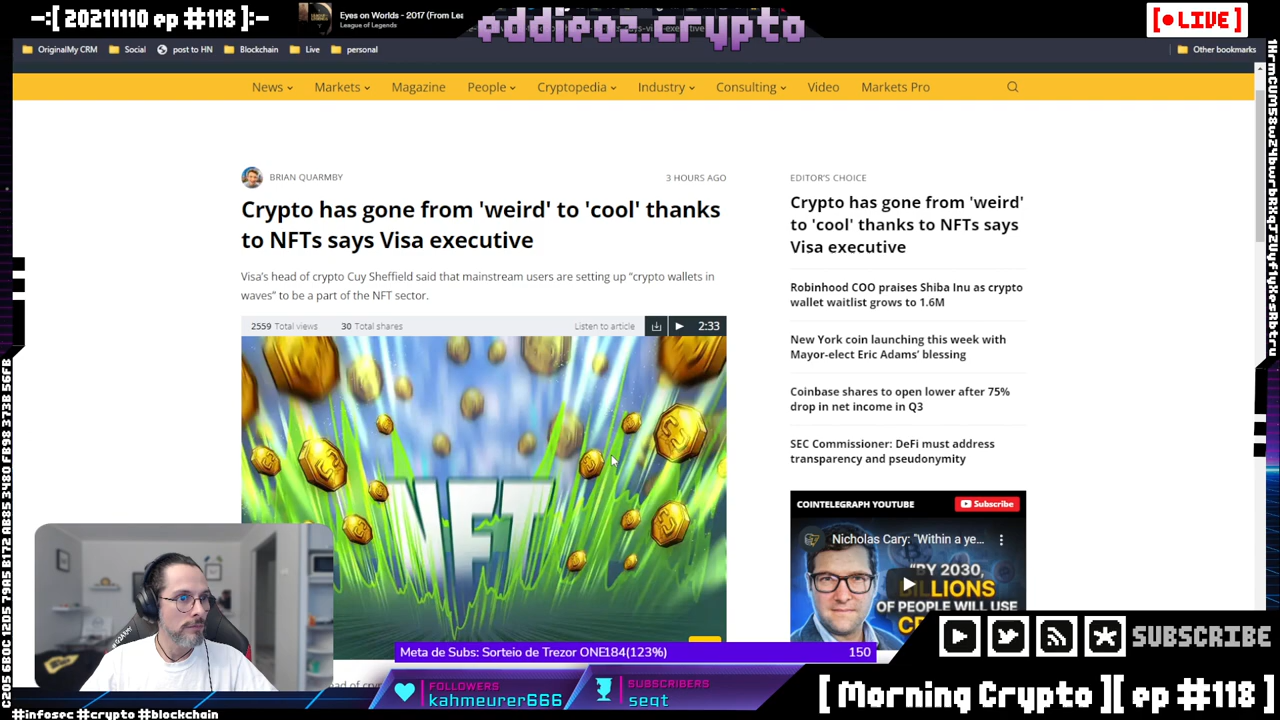 -:[ 20211110 ep #118 ]:-
Eyes on Worlds - 2017 (From Lea
League of Legends
eddieoz.crypto
[ ● LIVE ]
OriginalMy CRM
Social
post to HN
Blockchain
Live
personal
Other bookmarks
News
Markets
Magazine
People
Cryptopedia
Industry
Consulting
Video
Markets Pro
BRIAN QUARMBY
3 HOURS AGO
Crypto has gone from 'weird' to 'cool' thanks
to NFTs says Visa executive
Visa's head of crypto Cuy Sheffield said that mainstream users are setting up “crypto wallets in
waves” to be a part of the NFT sector.
2559 Total views
30 Total shares
Listen to article
2:33
NFT
EDITOR'S CHOICE
Crypto has gone from 'weird'
to 'cool' thanks to NFTs says
Visa executive
Robinhood COO praises Shiba Inu as crypto
wallet waitlist grows to 1.6M
New York coin launching this week with
Mayor-elect Eric Adams’ blessing
Coinbase shares to open lower after 75%
drop in net income in Q3
SEC Commissioner: DeFi must address
transparency and pseudonymity
COINTELEGRAPH YOUTUBE
Subscribe
Nicholas Cary: "Within a ye...
"BY 2030,
BILLIONS
OF PEOPLE WILL USE
Meta de Subs: Sorteio de Trezor ONE184(123%)
150
FOLLOWERS
kahmeurer666
SUBSCRIBERS
seqt
SUBSCRIBE
[ Morning Crypto ][ ep #118 ]
#infosec #crypto #blockchain